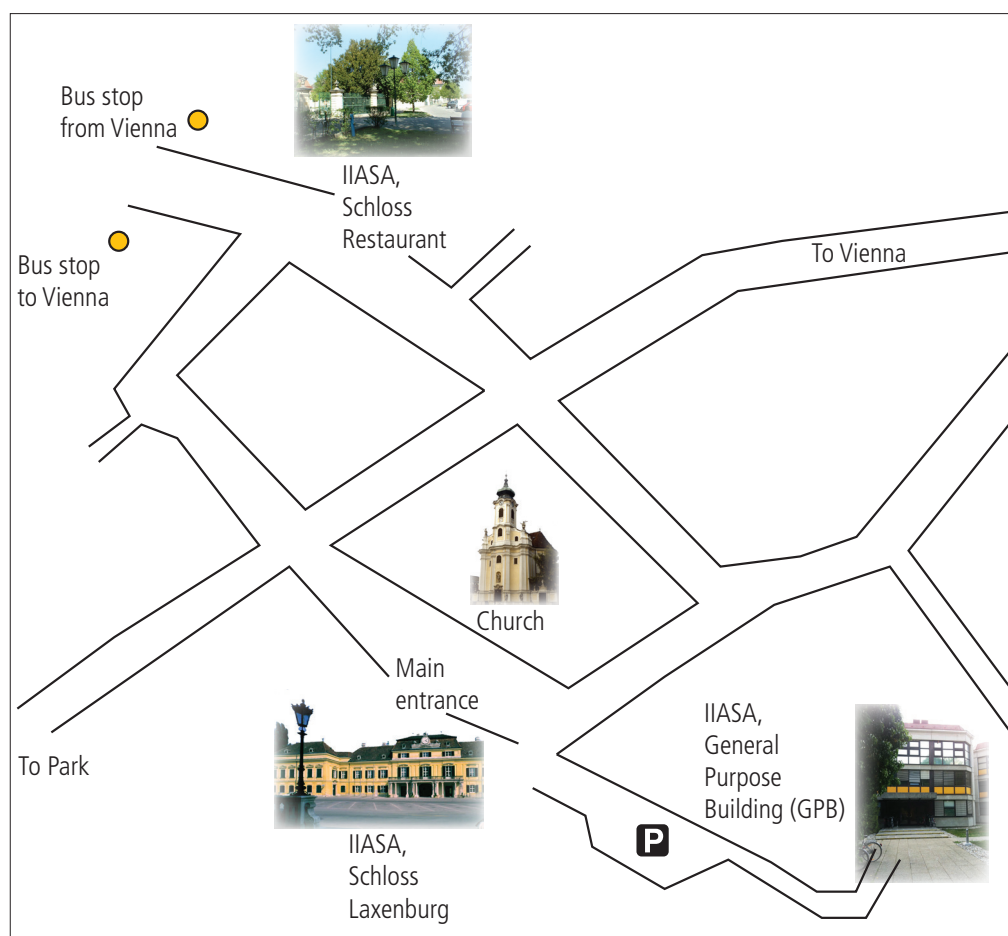 Bus stop
from Vienna
IIASA,
Schloss
Restaurant
Bus stop
to Vienna
To Vienna
Church
Main
entrance
To Park
IIASA,
General
Purpose
Building (GPB)
P
IIASA,
Schloss
Laxenburg